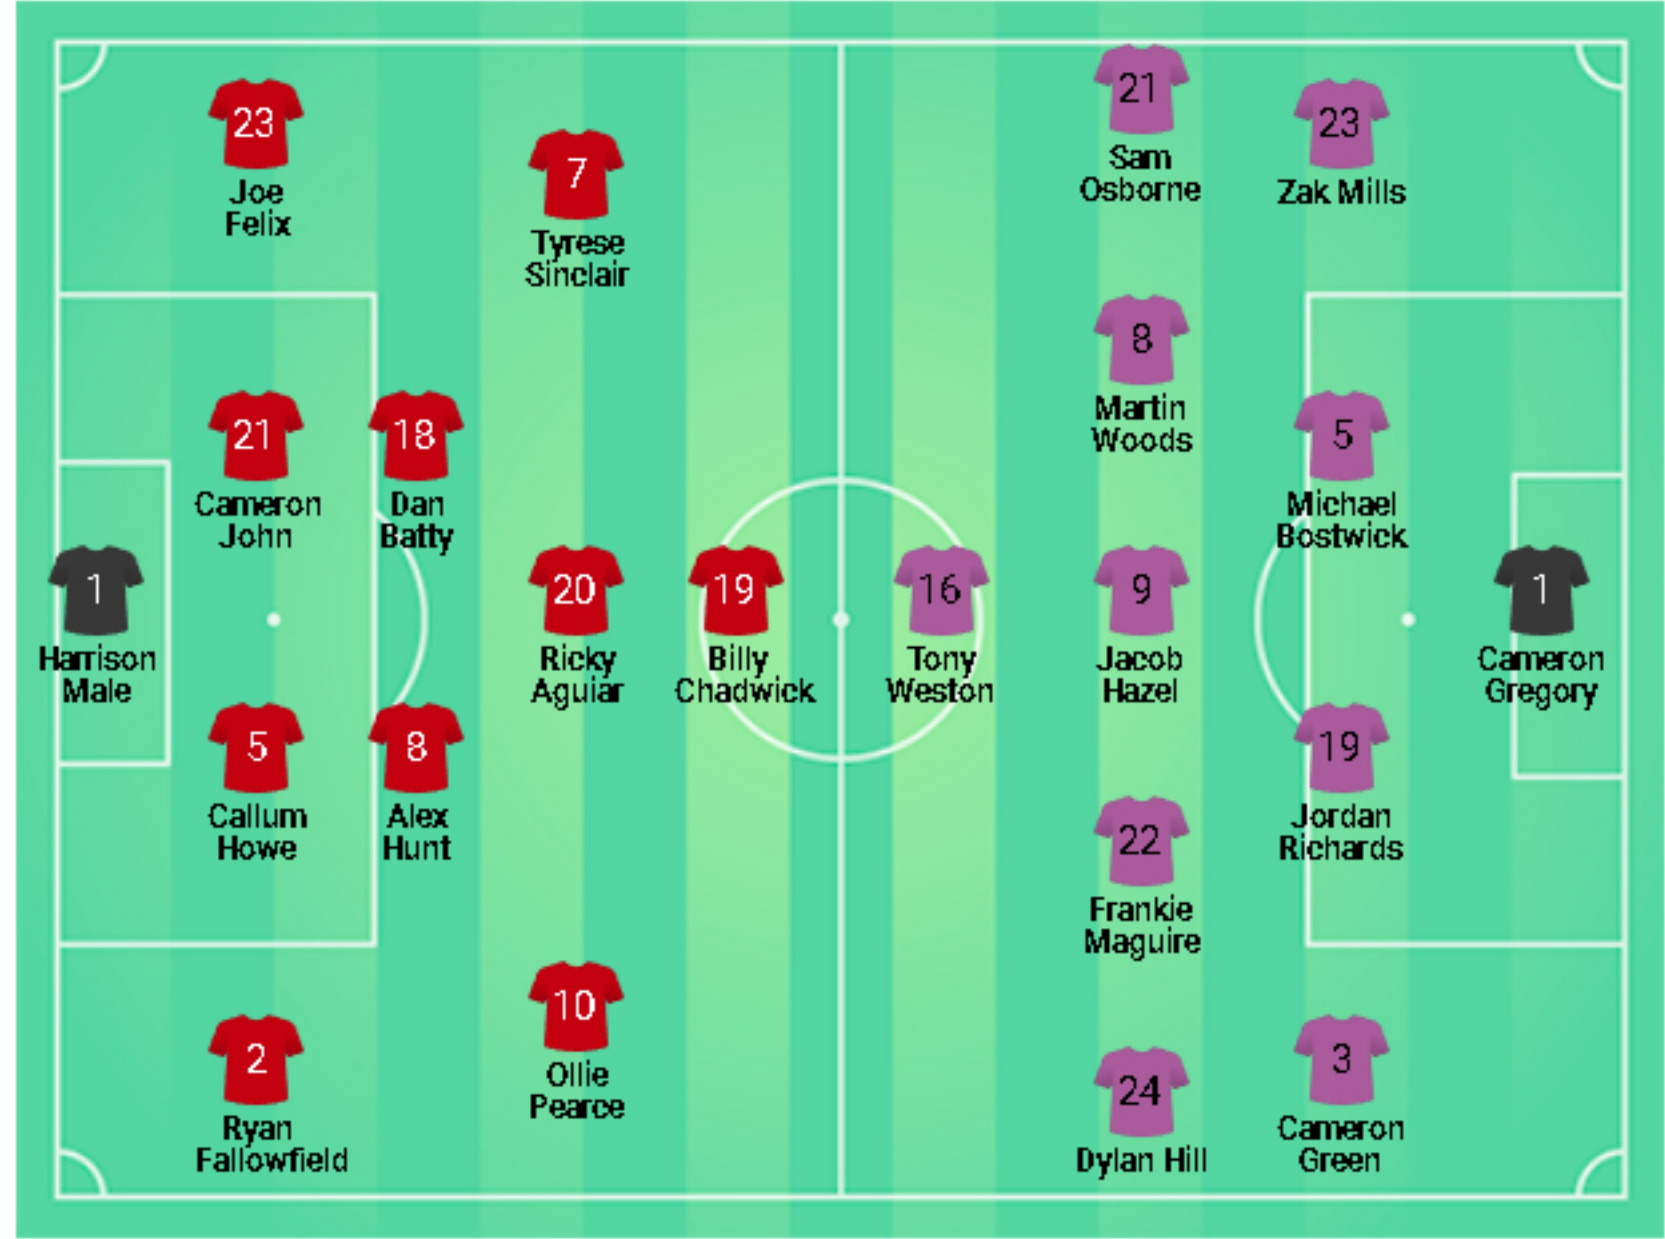 23
Joe
Felix
7
Tyrese
Sinclair
21
Sam
Osborne
23
Zak Mills
8
Martin
Woods
21
Cameron
John
18
Dan
Batty
5
Michael
Bostwick
1
Harrison
Male
20
Ricky
Aguiar
19
Billy
Chadwick
16
Tony
Weston
9
Jacob
Hazel
1
Cameron
Gregory
5
Callum
Howe
8
Alex
Hunt
19
Jordan
Richards
22
Frankie
Maguire
10
Ollie
Pearce
2
Ryan
Fallowfield
24
Dylan Hill
3
Cameron
Green